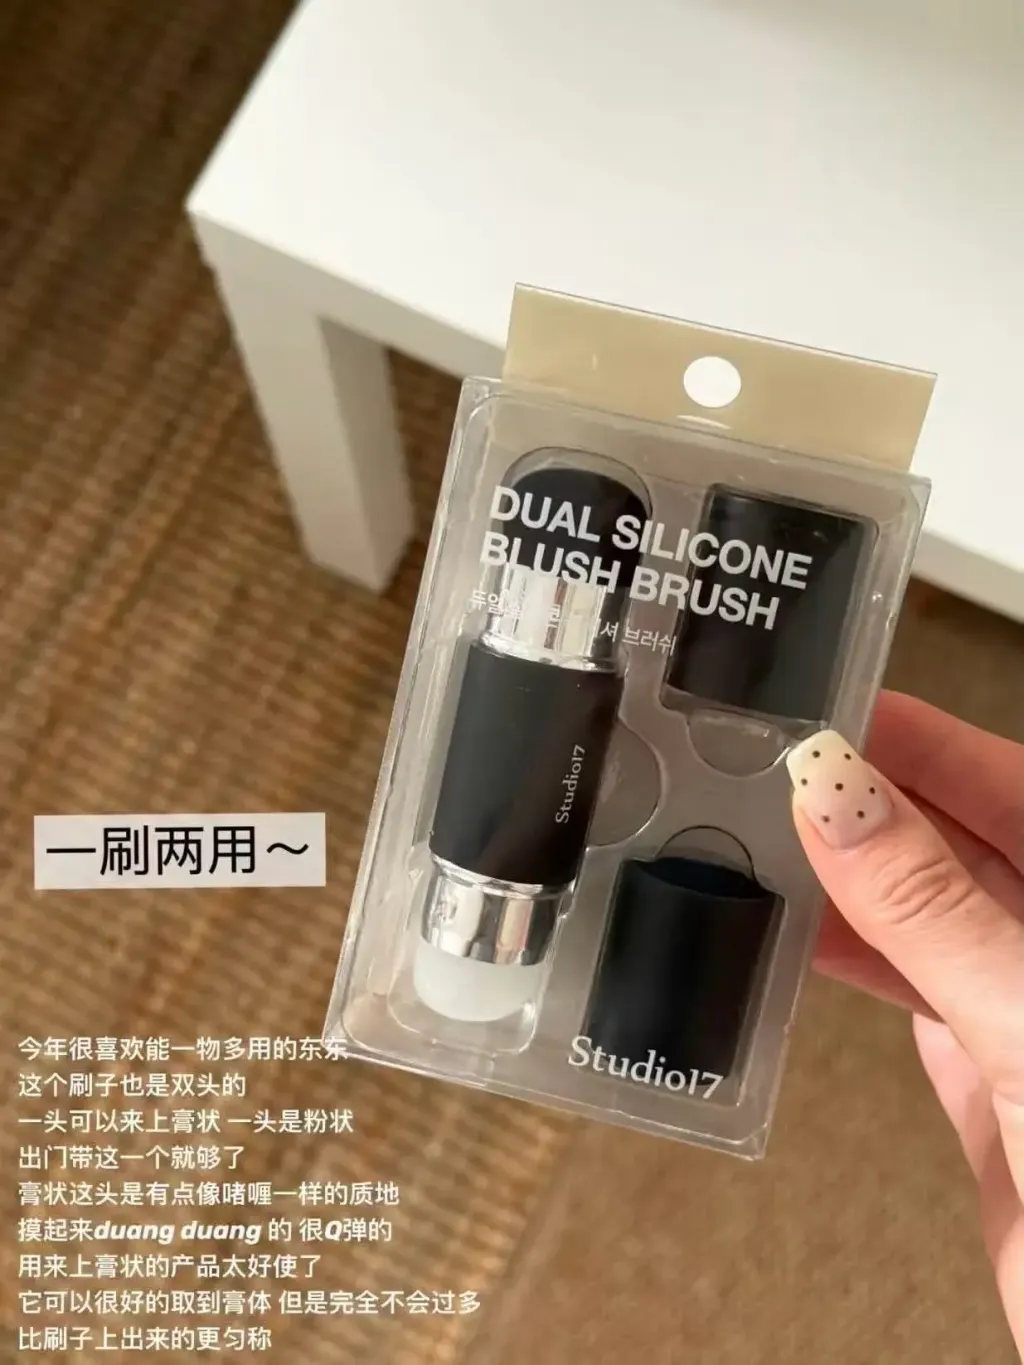 DUAL SILICONE
BLUSH BRUSH
브러쉬
Studio17
Studio17
一刷两用～
今年很喜欢能一物多用的东东
这个刷子也是双头的
一头可以来上膏状 一头是粉状
出门带这一个就够了
膏状这头是有点像啫喱一样的质地
摸起来duang duang 的 很Q弹的
用来上膏状的产品太好使了
它可以很好的取到膏体 但是完全不会过多
比刷子上出来的更匀称